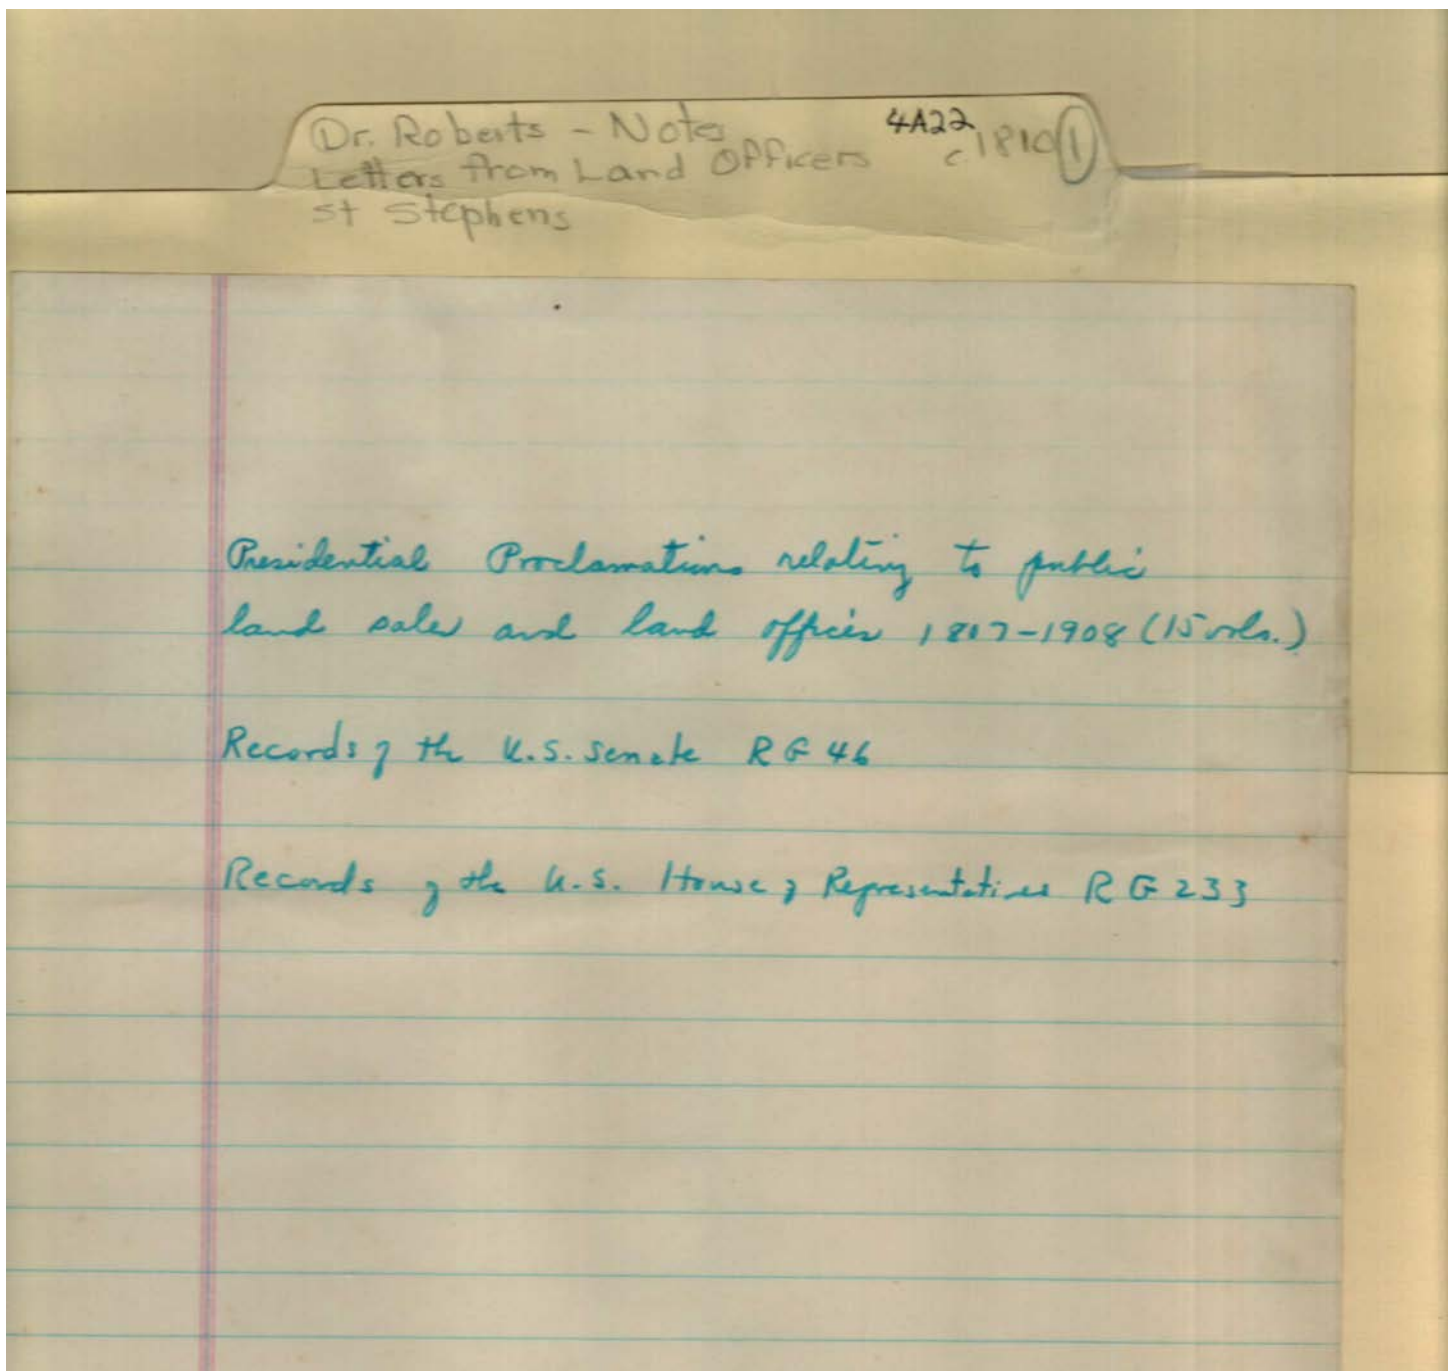 Dr. Roberts - Notes 4A22
Letters from Land Officers c. 1810 1
St Stephens
Presidential Proclamations relating to public
land sales and land offices 1807-1908 (15 vols.)
Records of the U.S. Senate RG 46
Records of the U.S. House of Representatives RG 233